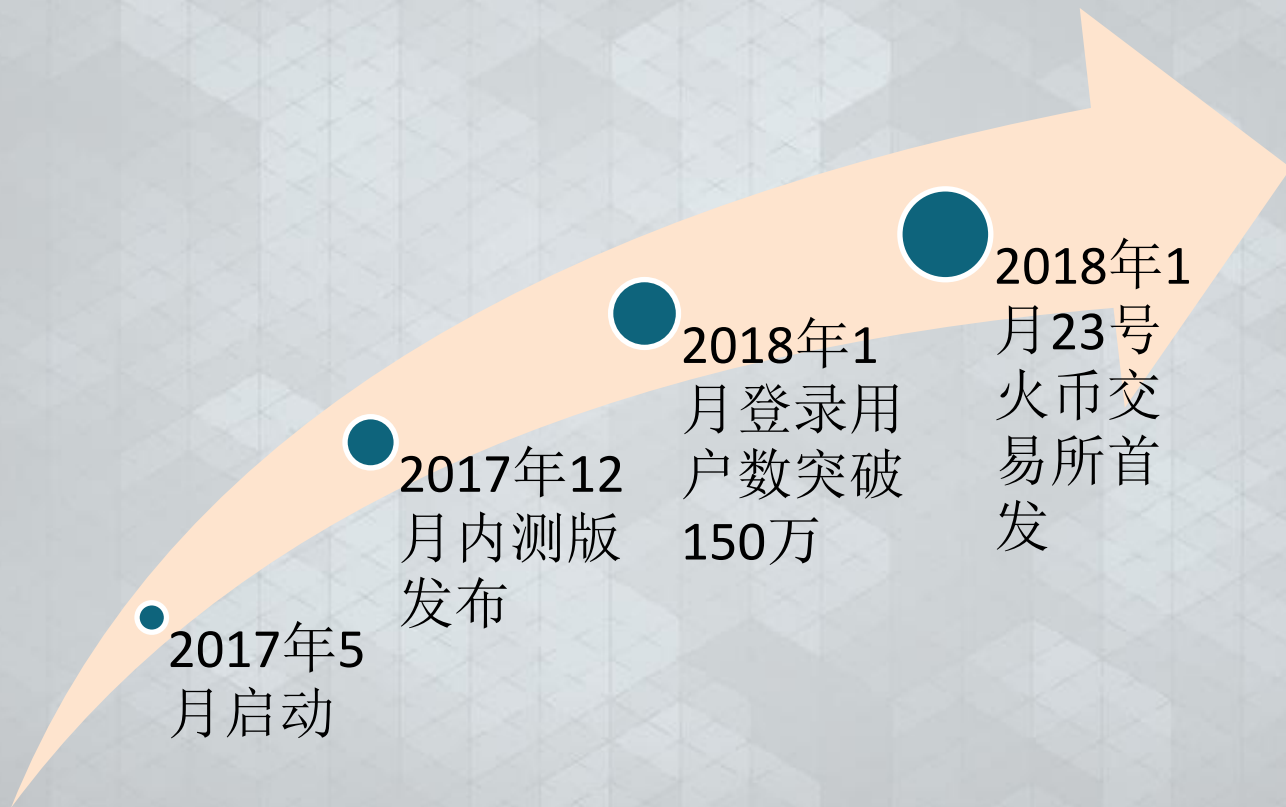 2017年5
月启动
2017年12
月内测版
发布
2018年1
月登录用
户数突破
150万
2018年1
月23号
火币交
易所首
发